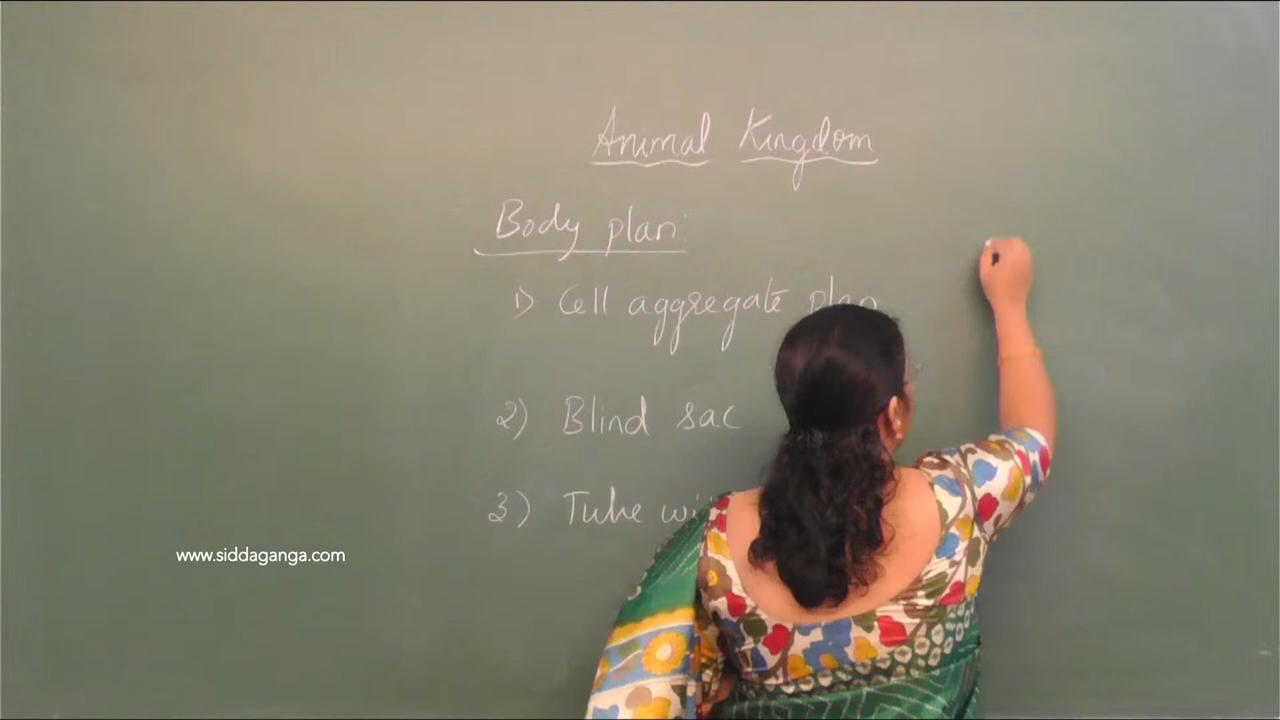 Animal Kingdom
Body plan:
1) Cell aggregate plan
2) Blind sac
3) Tube
www.siddaganga.com